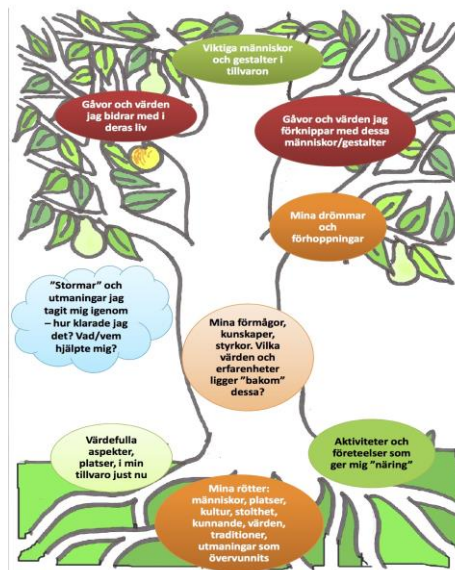 Viktiga människor
och gestalter i
tillvaron
Gåvor och värden
jag bidrar med i
deras liv
Gåvor och värden jag
förknippar med dessa
människor/gestalter
Mina drömmar
och
förhoppningar
”Stormar” och
utmaningar jag
tagit mig igenom
– hur klarade jag
det? Vad/vem
hjälpte mig?
Mina förmågor,
kunskaper,
styrkor. Vilka
värden och
erfarenheter
ligger ”bakom”
dessa?
Värdefulla
aspekter,
platser, i min
tillvaro just nu
Aktiviteter och
företeelser som
ger mig ”näring”
Mina rötter:
människor, platser,
kultur, stolthet,
kunnande, värden,
traditioner,
utmaningar som
övervunnits